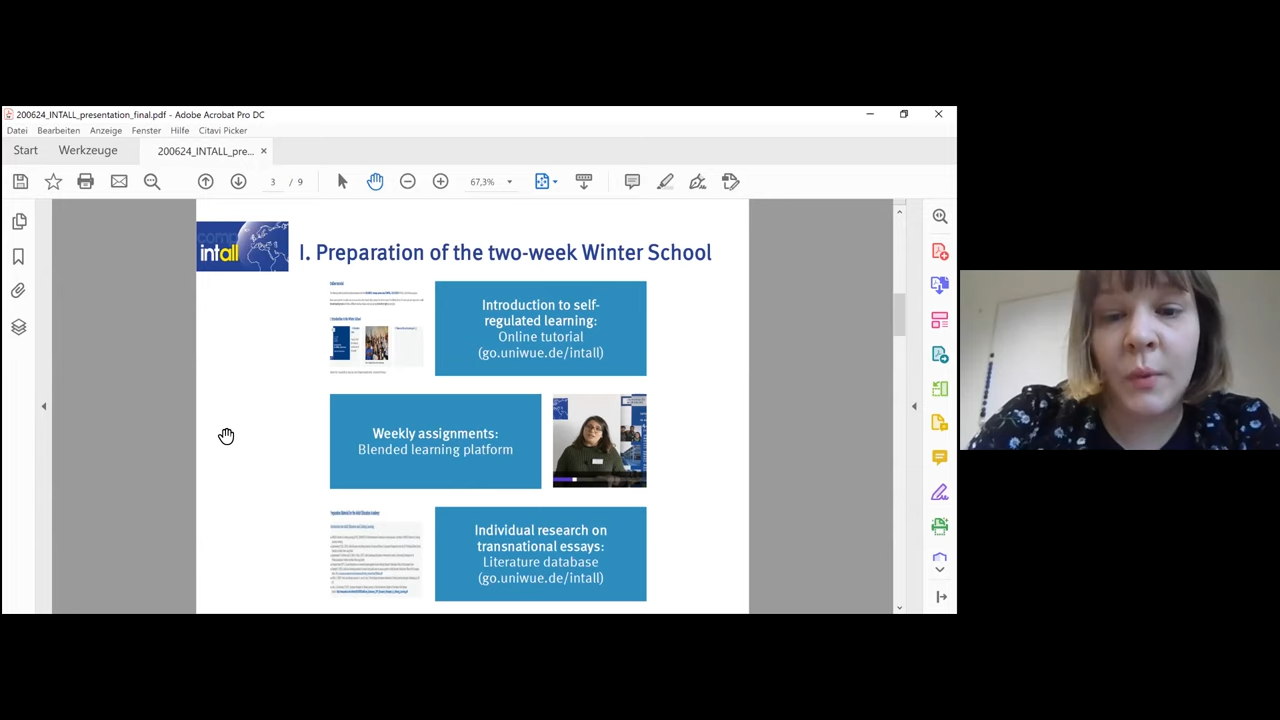 200624_INTALL_presentation_final.pdf - Adobe Acrobat Pro DC
Datei Bearbeiten Anzeige Fenster Hilfe Citavi Picker
Start Werkzeuge 200624_INTALL_pre... ×
3 / 9 67,3%
comp
intall
I. Preparation of the two-week Winter School
Introduction to self-
regulated learning:
Online tutorial
(go.uniwue.de/intall)
Weekly assignments:
Blended learning platform
Individual research on
transnational essays:
Literature database
(go.uniwue.de/intall)